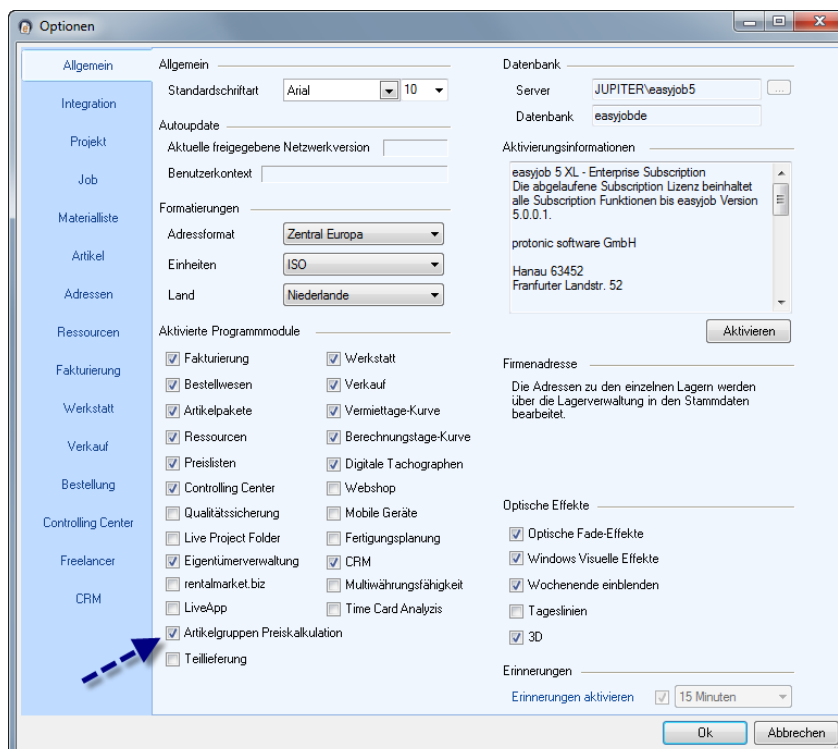 Optionen
Allgemein
Integration
Projekt
Job
Materialliste
Artikel
Adressen
Ressourcen
Fakturierung
Werkstatt
Verkauf
Bestellung
Controlling Center
Freelancer
CRM
Allgemein
Standardschriftart Arial 10
Autoupdate
Aktuelle freigegebene Netzwerkversion
Benutzerkontext
Formatierungen
Adressformat Zentral Europa
Einheiten ISO
Land Niederlande
Aktivierte Programmmodule
Fakturierung Werkstatt
Bestellwesen Verkauf
Artikelpakete Vermiettage-Kurve
Ressourcen Berechnungstage-Kurve
Preislisten Digitale Tachographen
Controlling Center Webshop
Qualitätssicherung Mobile Geräte
Live Project Folder Fertigungsplanung
Eigentümerverwaltung CRM
rentalmarket.biz Multiwährungsfähigkeit
LiveApp Time Card Analyzis
Artikelgruppen Preiskalkulation
Teillieferung
Datenbank
Server JUPITER\easyjob5 ...
Datenbank easyjobde
Aktivierungsinformationen
easyjob 5 XL - Enterprise Subscription
Die abgelaufene Subscription Lizenz beinhaltet
alle Subscription Funktionen bis easyjob Version
5.0.0.1.
protonic software GmbH
Hanau 63452
Franfurter Landstr. 52
Aktivieren
Firmenadresse
Die Adressen zu den einzelnen Lagern werden
über die Lagerverwaltung in den Stammdaten
bearbeitet.
Optische Effekte
Optische Fade-Effekte
Windows Visuelle Effekte
Wochenende einblenden
Tageslinien
3D
Erinnerungen
Erinnerungen aktivieren 15 Minuten
Ok Abbrechen